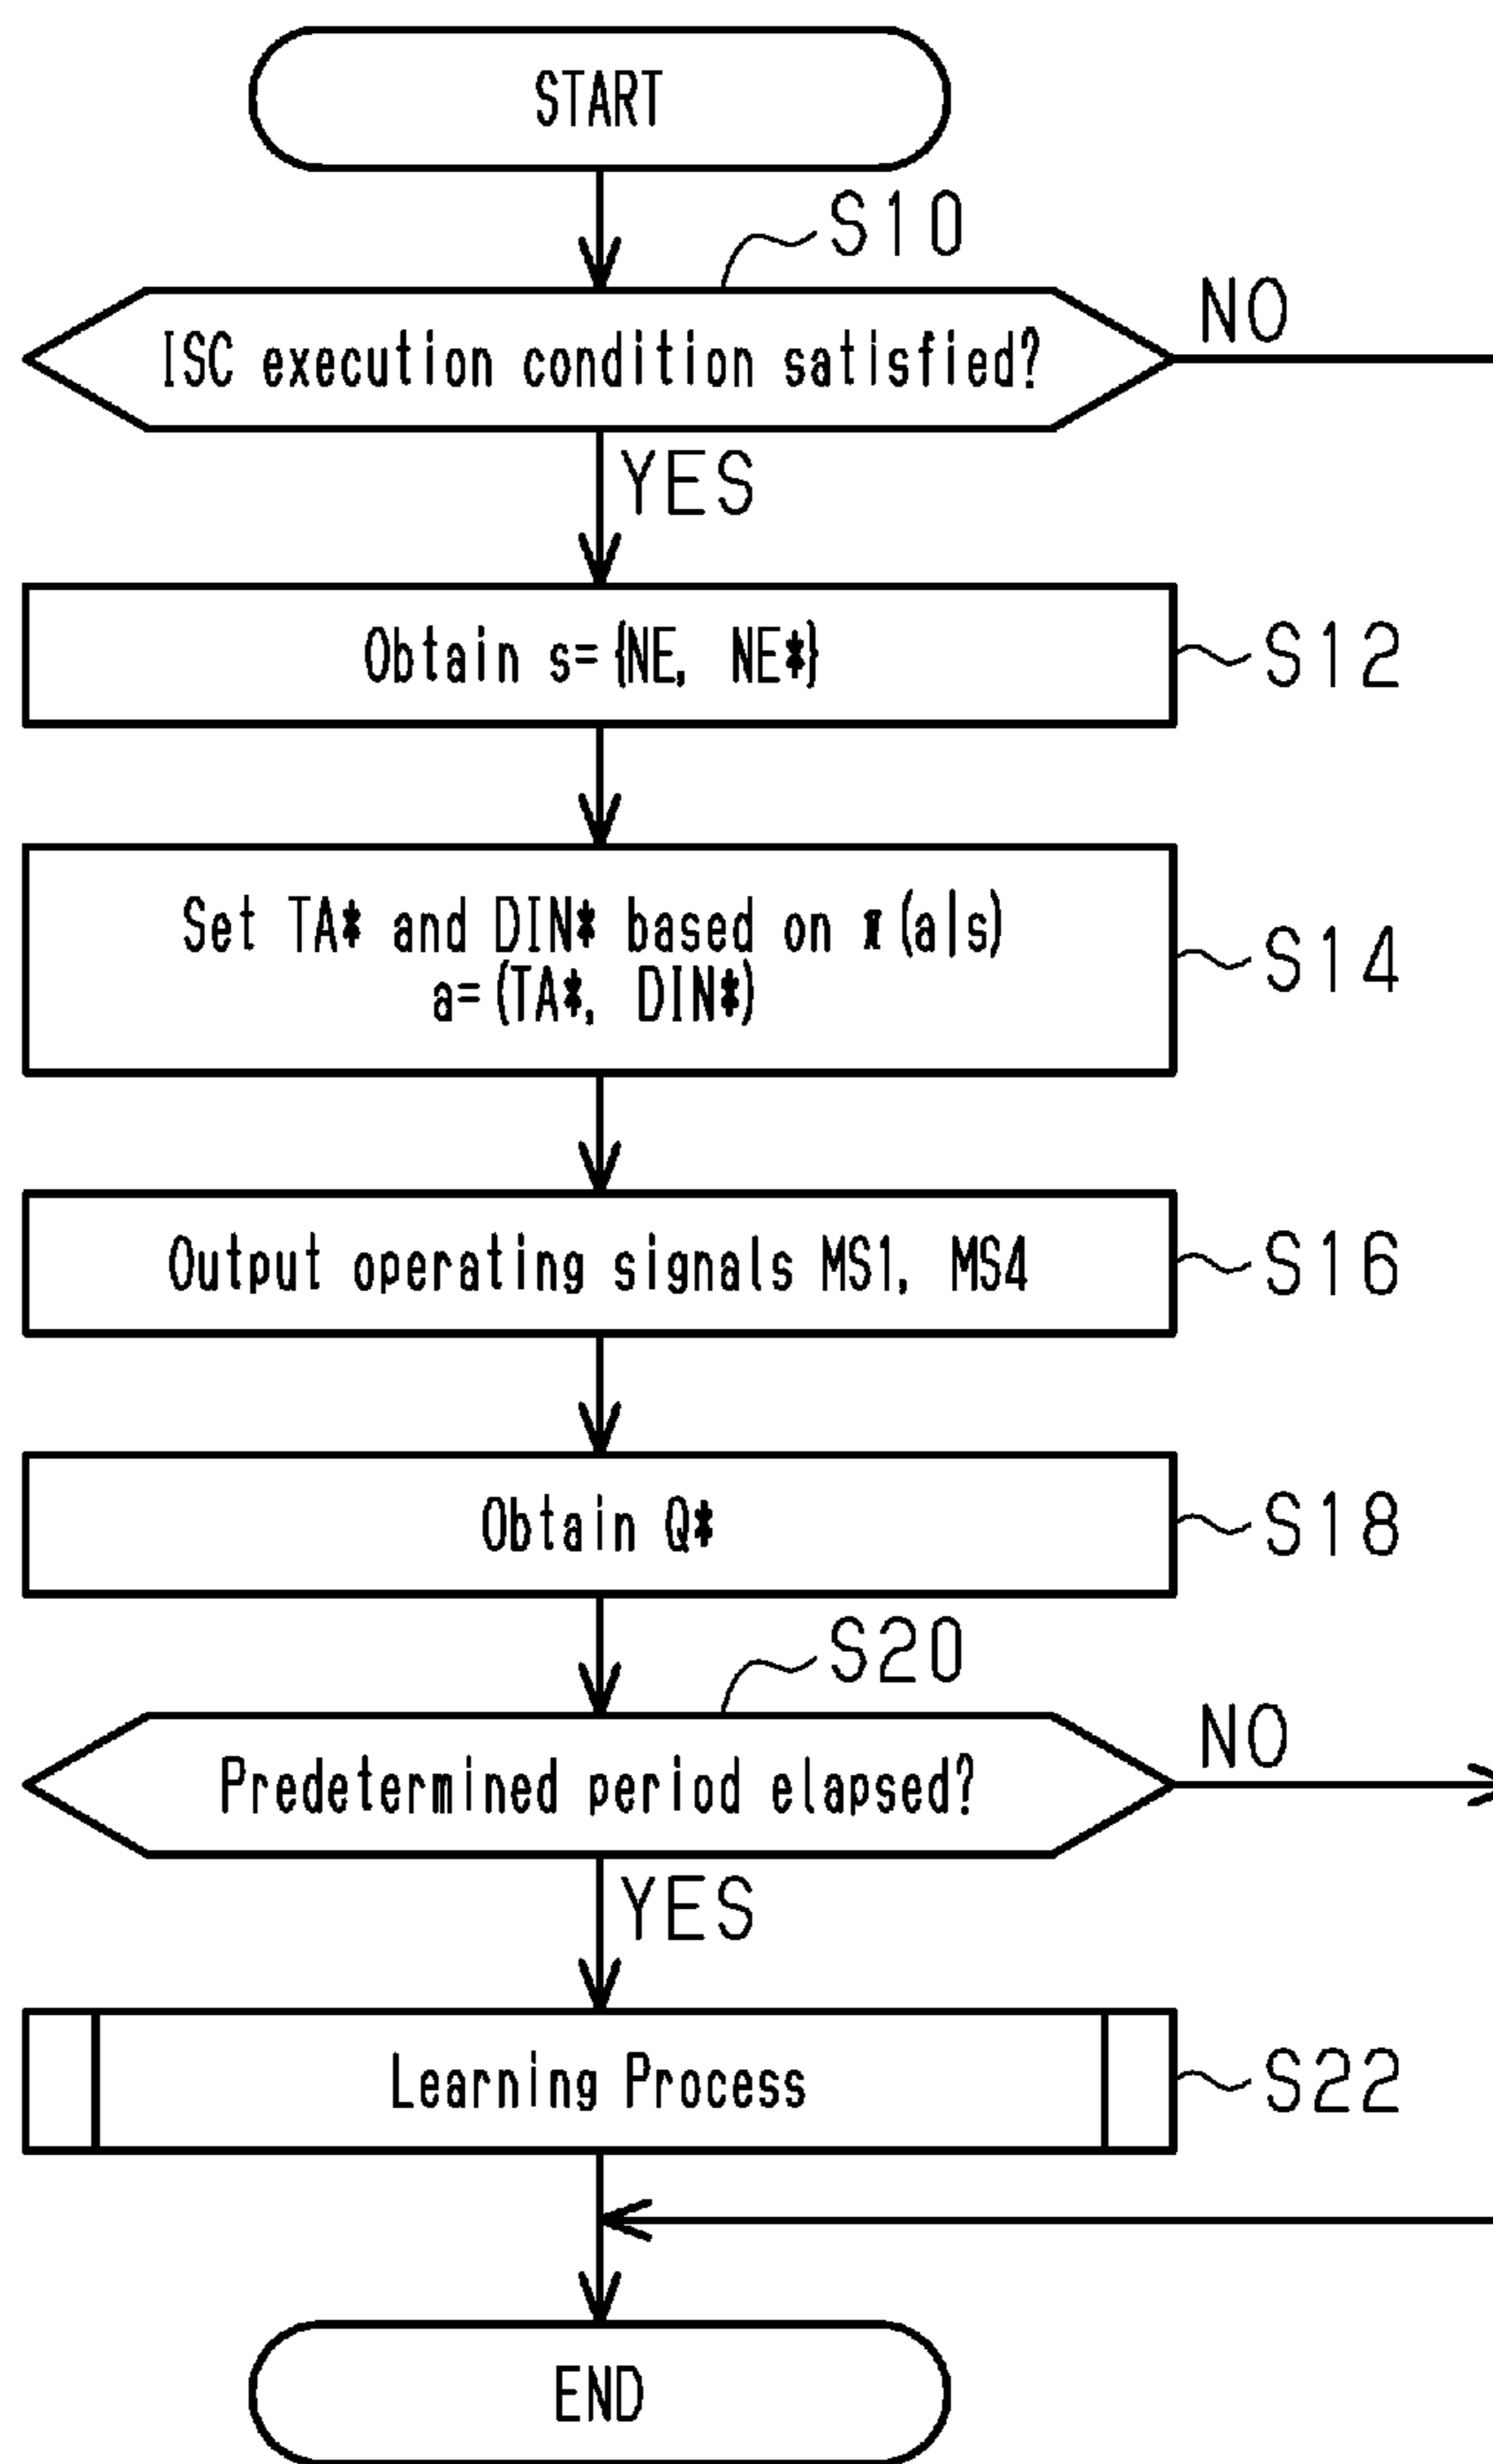 START
S10
ISC execution condition satisfied?
NO
YES
Obtain s={NE, NE*}
S12
Set TA* and DIN* based on π(a|s)
a=(TA*, DIN*)
S14
Output operating signals MS1, MS4
S16
Obtain Q*
S18
S20
Predetermined period elapsed?
NO
YES
Learning Process
S22
END